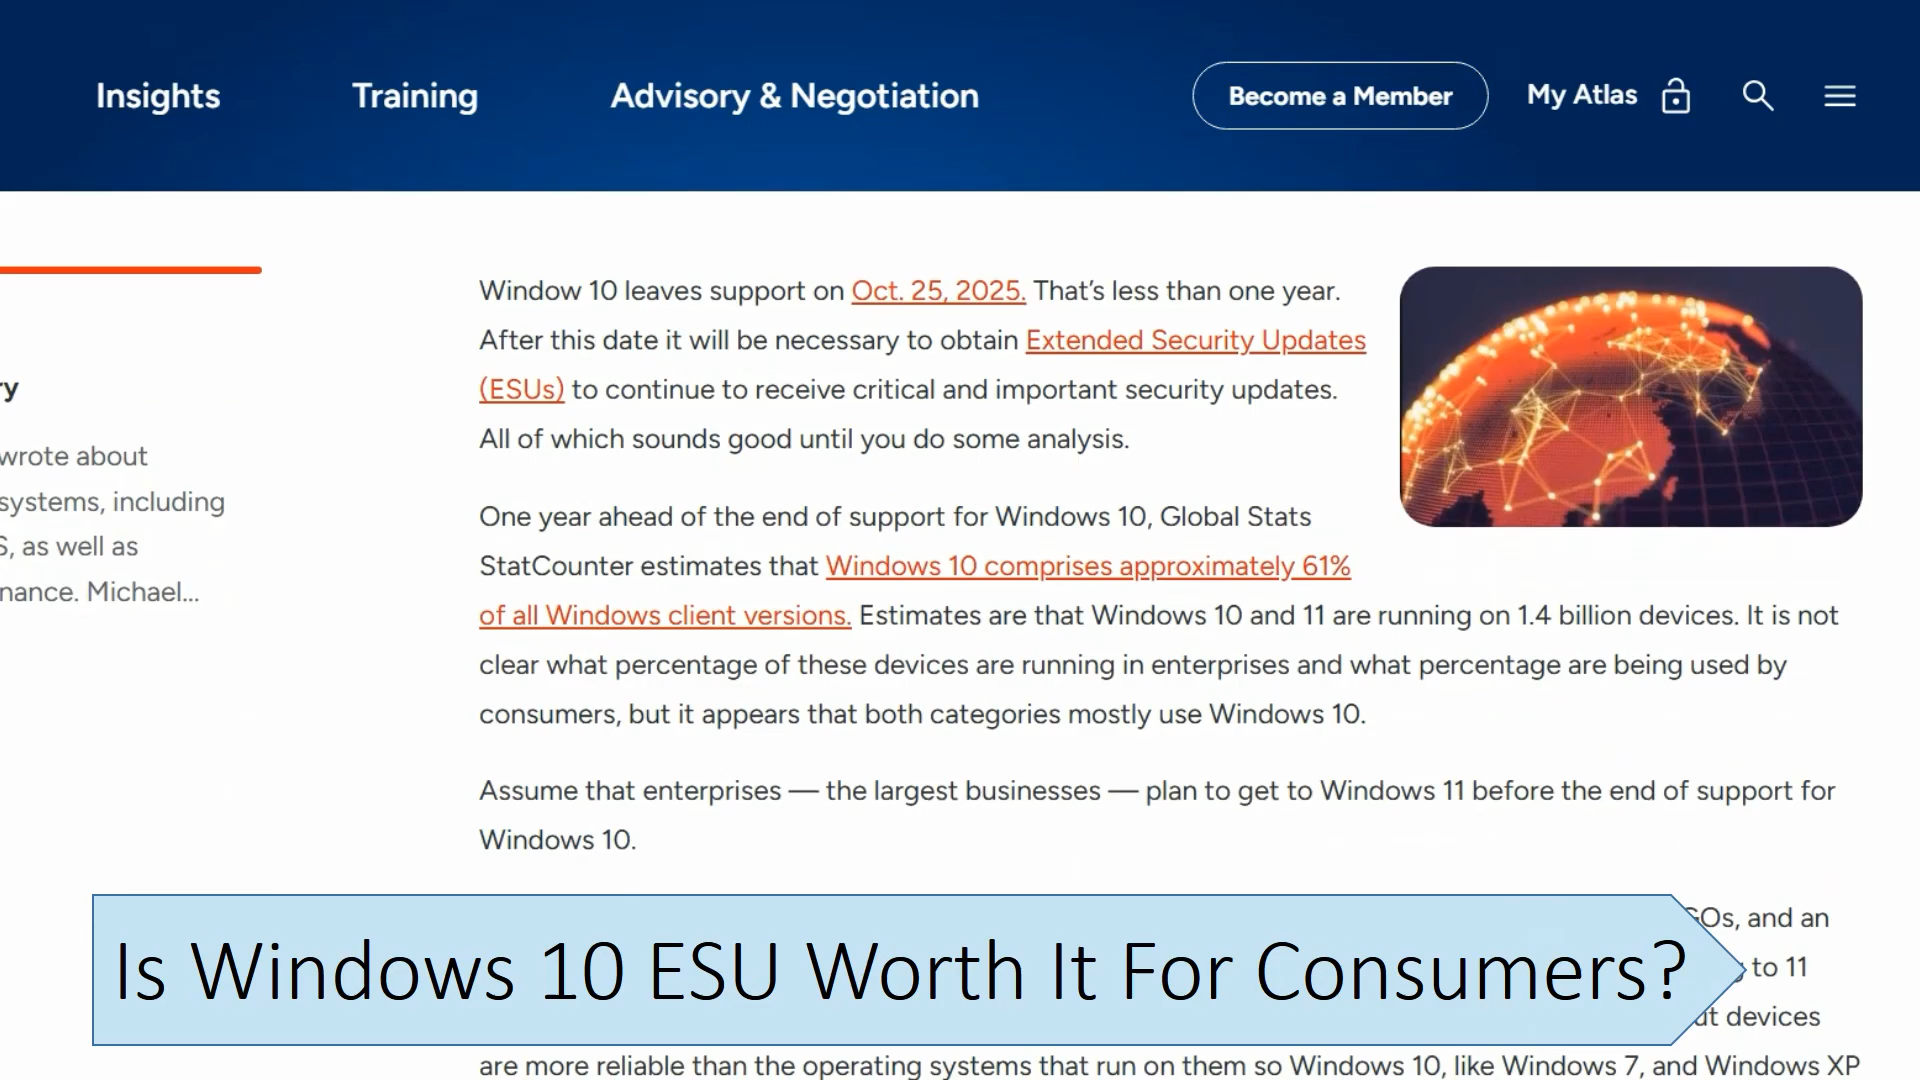 Insights
Training
Advisory & Negotiation
Become a Member
My Atlas
wrote about
systems, including
as well as
Michael...
Window 10 leaves support on Oct. 25, 2025. That's less than one year.
After this date it will be necessary to obtain Extended Security Updates
(ESUs) to continue to receive critical and important security updates.
All of which sounds good until you do some analysis.
One year ahead of the end of support for Windows 10, Global Stats
StatCounter estimates that Windows 10 comprises approximately 61%
of all Windows client versions. Estimates are that Windows 10 and 11 are running on 1.4 billion devices. It is not
clear what percentage of these devices are running in enterprises and what percentage are being used by
consumers, but it appears that both categories mostly use Windows 10.
Assume that enterprises — the largest businesses — plan to get to Windows 11 before the end of support for
Windows 10.
and an
to 11
devices
Is Windows 10 ESU Worth It For Consumers?
are more reliable than the operating systems that run on them so Windows 10, like Windows 7, and Windows XP